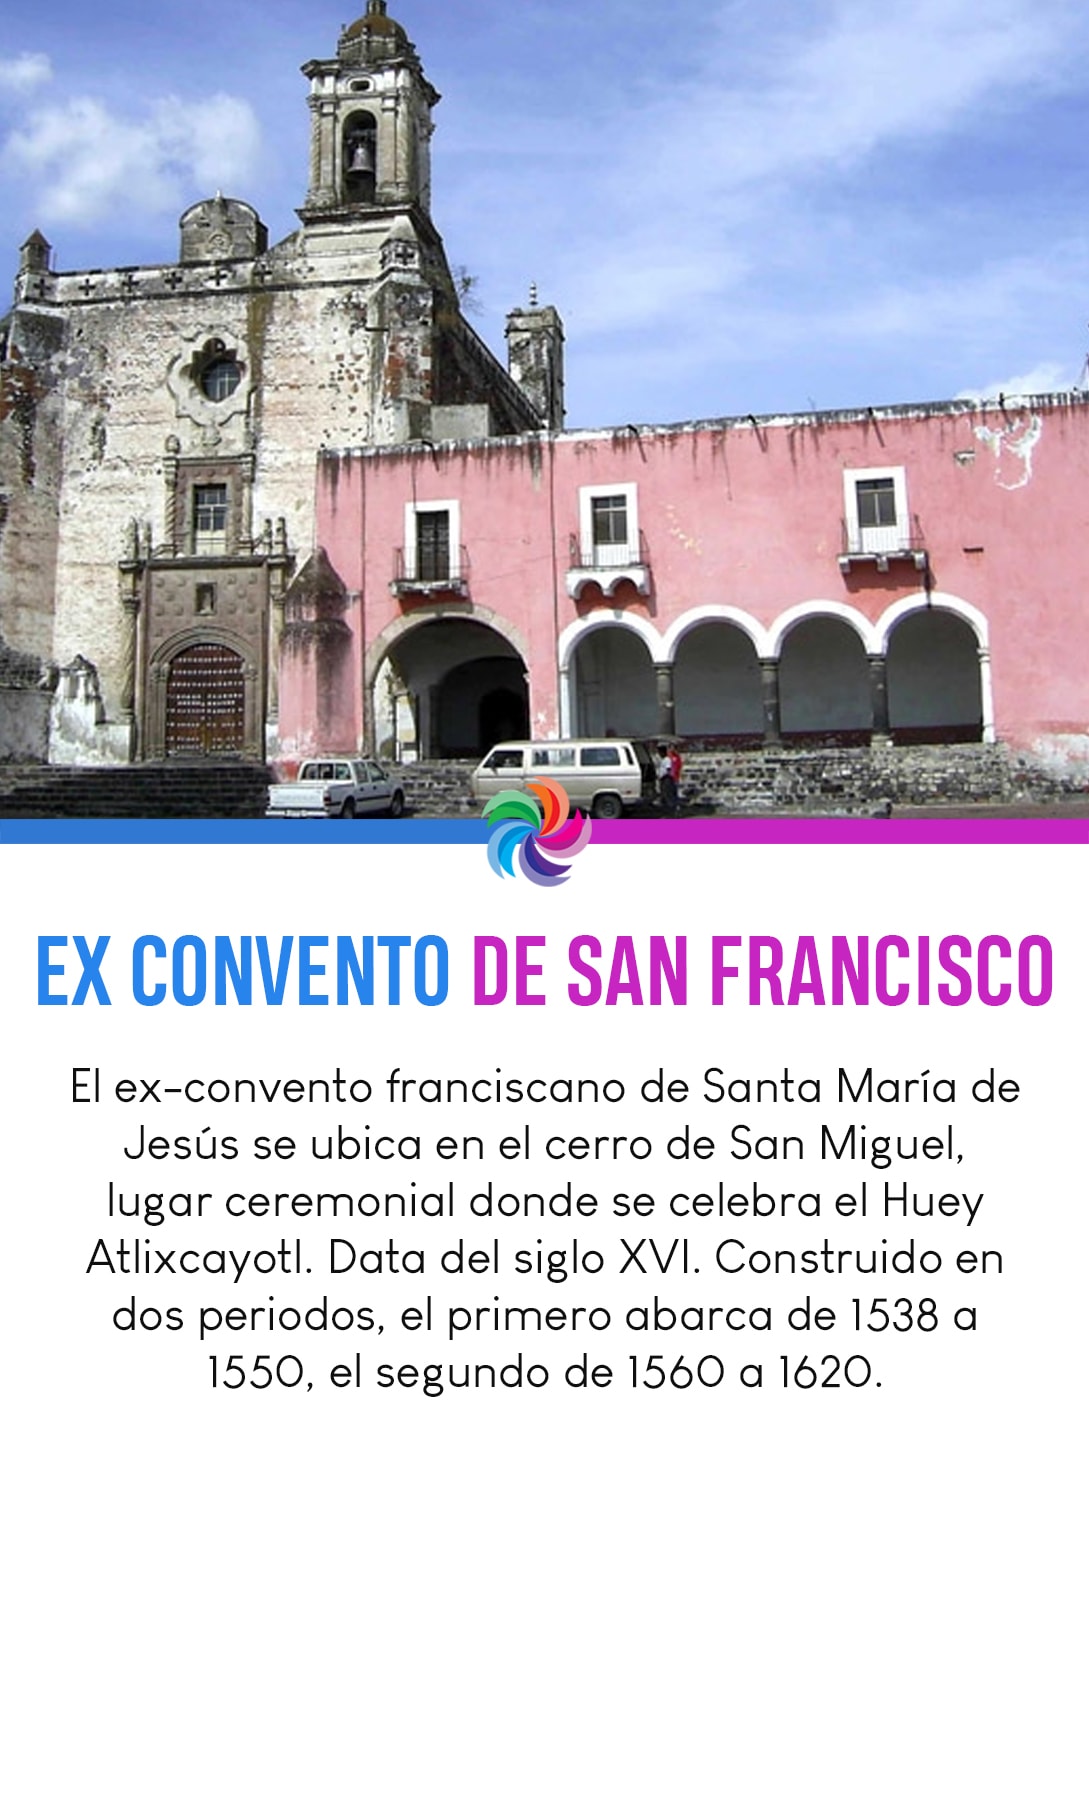 EX CONVENTO DE SAN FRANCISCO
El ex-convento franciscano de Santa María de
Jesús se ubica en el cerro de San Miguel,
lugar ceremonial donde se celebra el Huey
Atlixcayotl. Data del siglo XVI. Construido en
dos periodos, el primero abarca de 1538 a
1550, el segundo de 1560 a 1620.